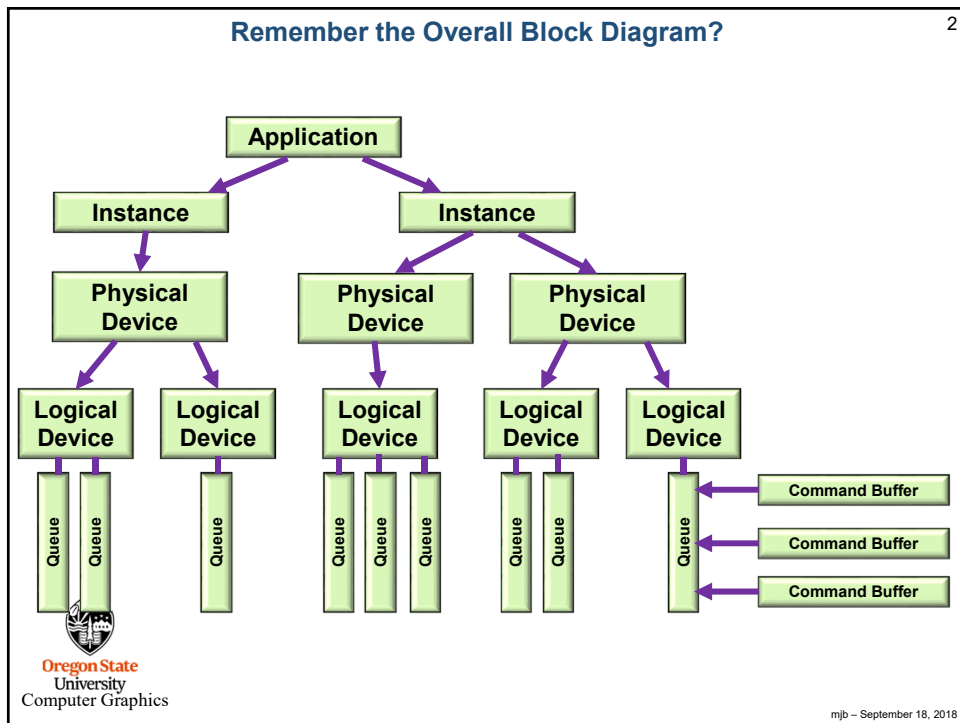 Remember the Overall Block Diagram?
2
Application
Instance
Instance
Physical
Device
Physical
Device
Physical
Device
Logical
Device
Logical
Device
Logical
Device
Logical
Device
Logical
Device
Queue
Queue
Queue
Queue
Queue
Queue
Queue
Queue
Queue
Command Buffer
Command Buffer
Command Buffer
Oregon State
University
Computer Graphics
mjb – September 18, 2018